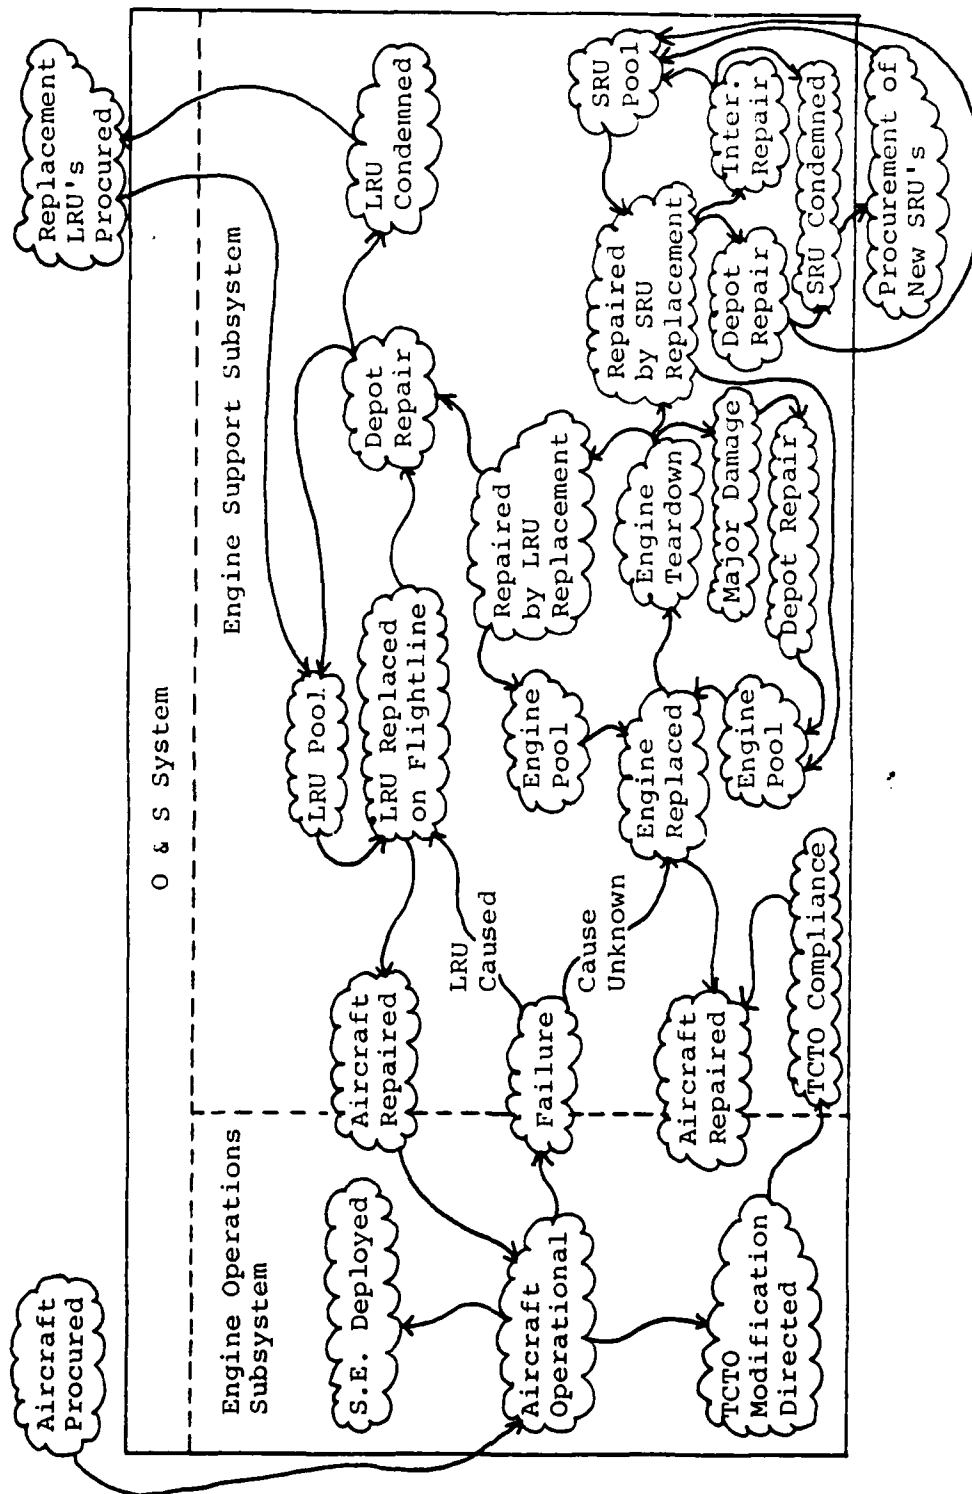 Aircraft
Procured
Replacement
LRU's
Procured
O & S System
Engine Operations
Subsystem
Engine Support Subsystem
S.E. Deployed
Aircraft
Repaired
LRU Pool
LRU Replaced
on Flightline
Depot
Repair
LRU
Condemned
LRU
Caused
Aircraft
Operational
Failure
Cause
Unknown
Engine
Pool
Repaired
by LRU
Replacement
Engine
Replaced
Engine
Teardown
Repaired
by SRU
Replacement
SRU
Pool
Aircraft
Repaired
Major Damage
Depot
Repair
Inter.
Repair
TCTO
Modification
Directed
TCTO Compliance
Engine
Pool
Depot Repair
SRU Condemned
Procurement of
New SRU's